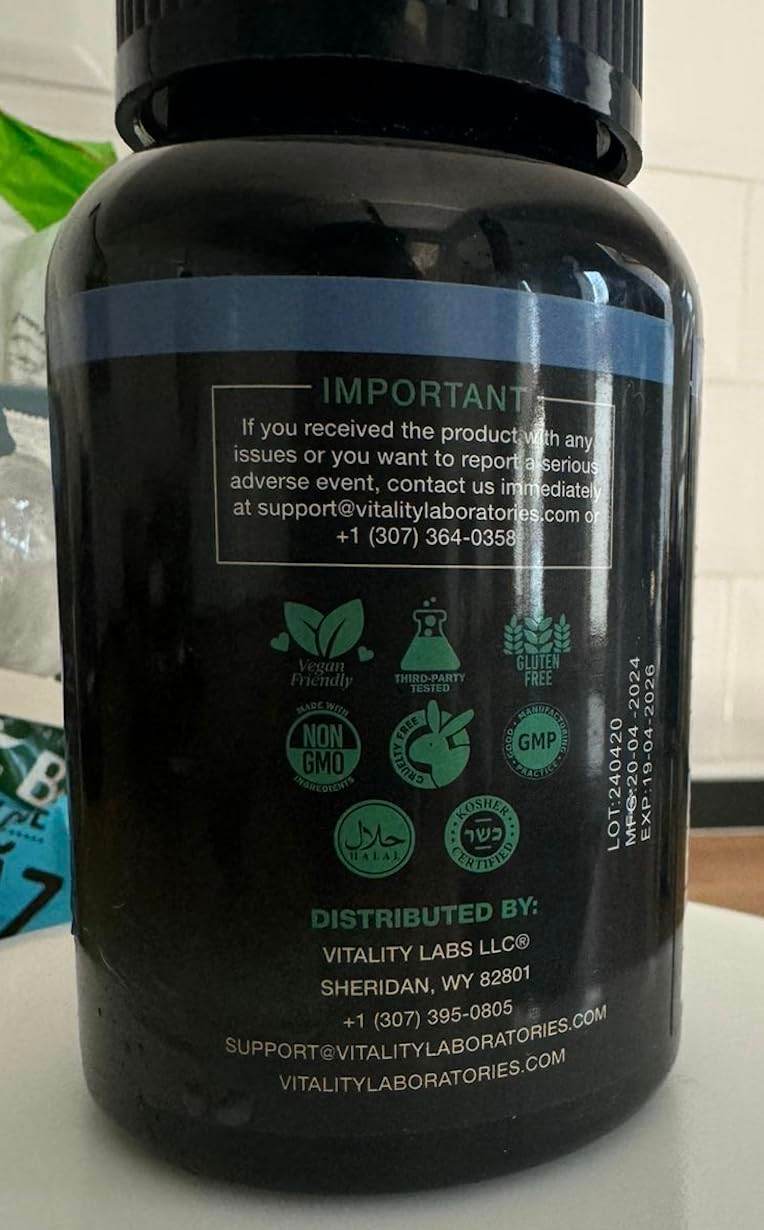 IMPORTANT
If you received the product with any
issues or you want to report a serious
adverse event, contact us immediately
at support@vitalitylaboratories.com or
+1 (307) 364-0358
Vegan
Friendly
THIRD-PARTY
TESTED
GLUTEN
FREE
MADE WITH
NON
GMO
INGREDIENTS
CRUELTY FREE
GOOD MANUFACTURING
GMP
PRACTICE
حلال
HALAL
KOSHER
כשר
CERTIFIED
LOT:240420
MFG:20-04-2024
EXP:19-04-2026
DISTRIBUTED BY:
VITALITY LABS LLC®
SHERIDAN, WY 82801
+1 (307) 395-0805
SUPPORT@VITALITYLABORATORIES.COM
VITALITYLABORATORIES.COM